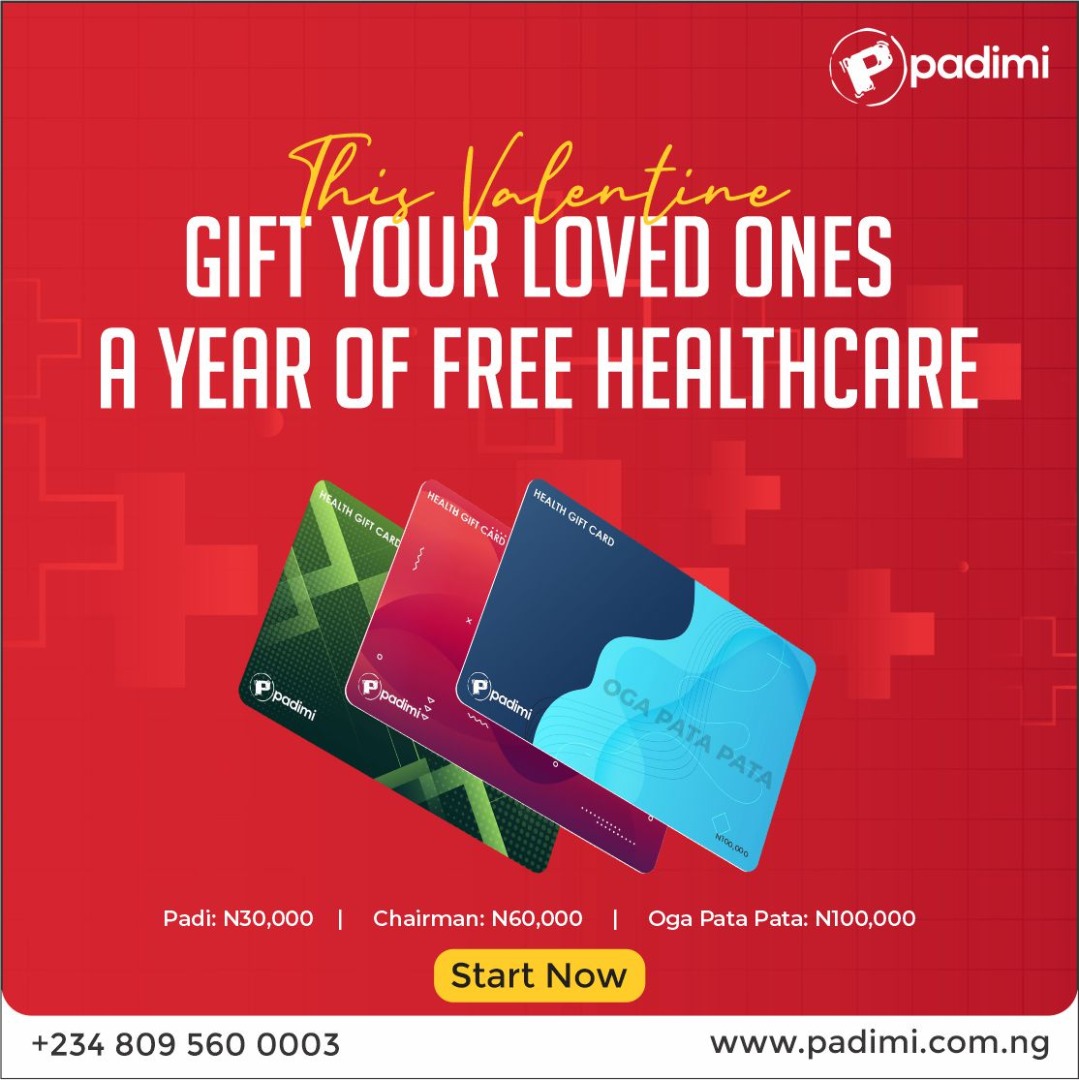 padimi
This Valentine
GIFT YOUR LOVED ONES
A YEAR OF FREE HEALTHCARE
HEALTH GIFT CARD
HEALTH GIFT CARD
HEALTH GIFT CARD
padimi
padimi
padimi
OGA PATA PATA
N100,000
Padi: N30,000 | Chairman: N60,000 | Oga Pata Pata: N100,000
Start Now
+234 809 560 0003
www.padimi.com.ng